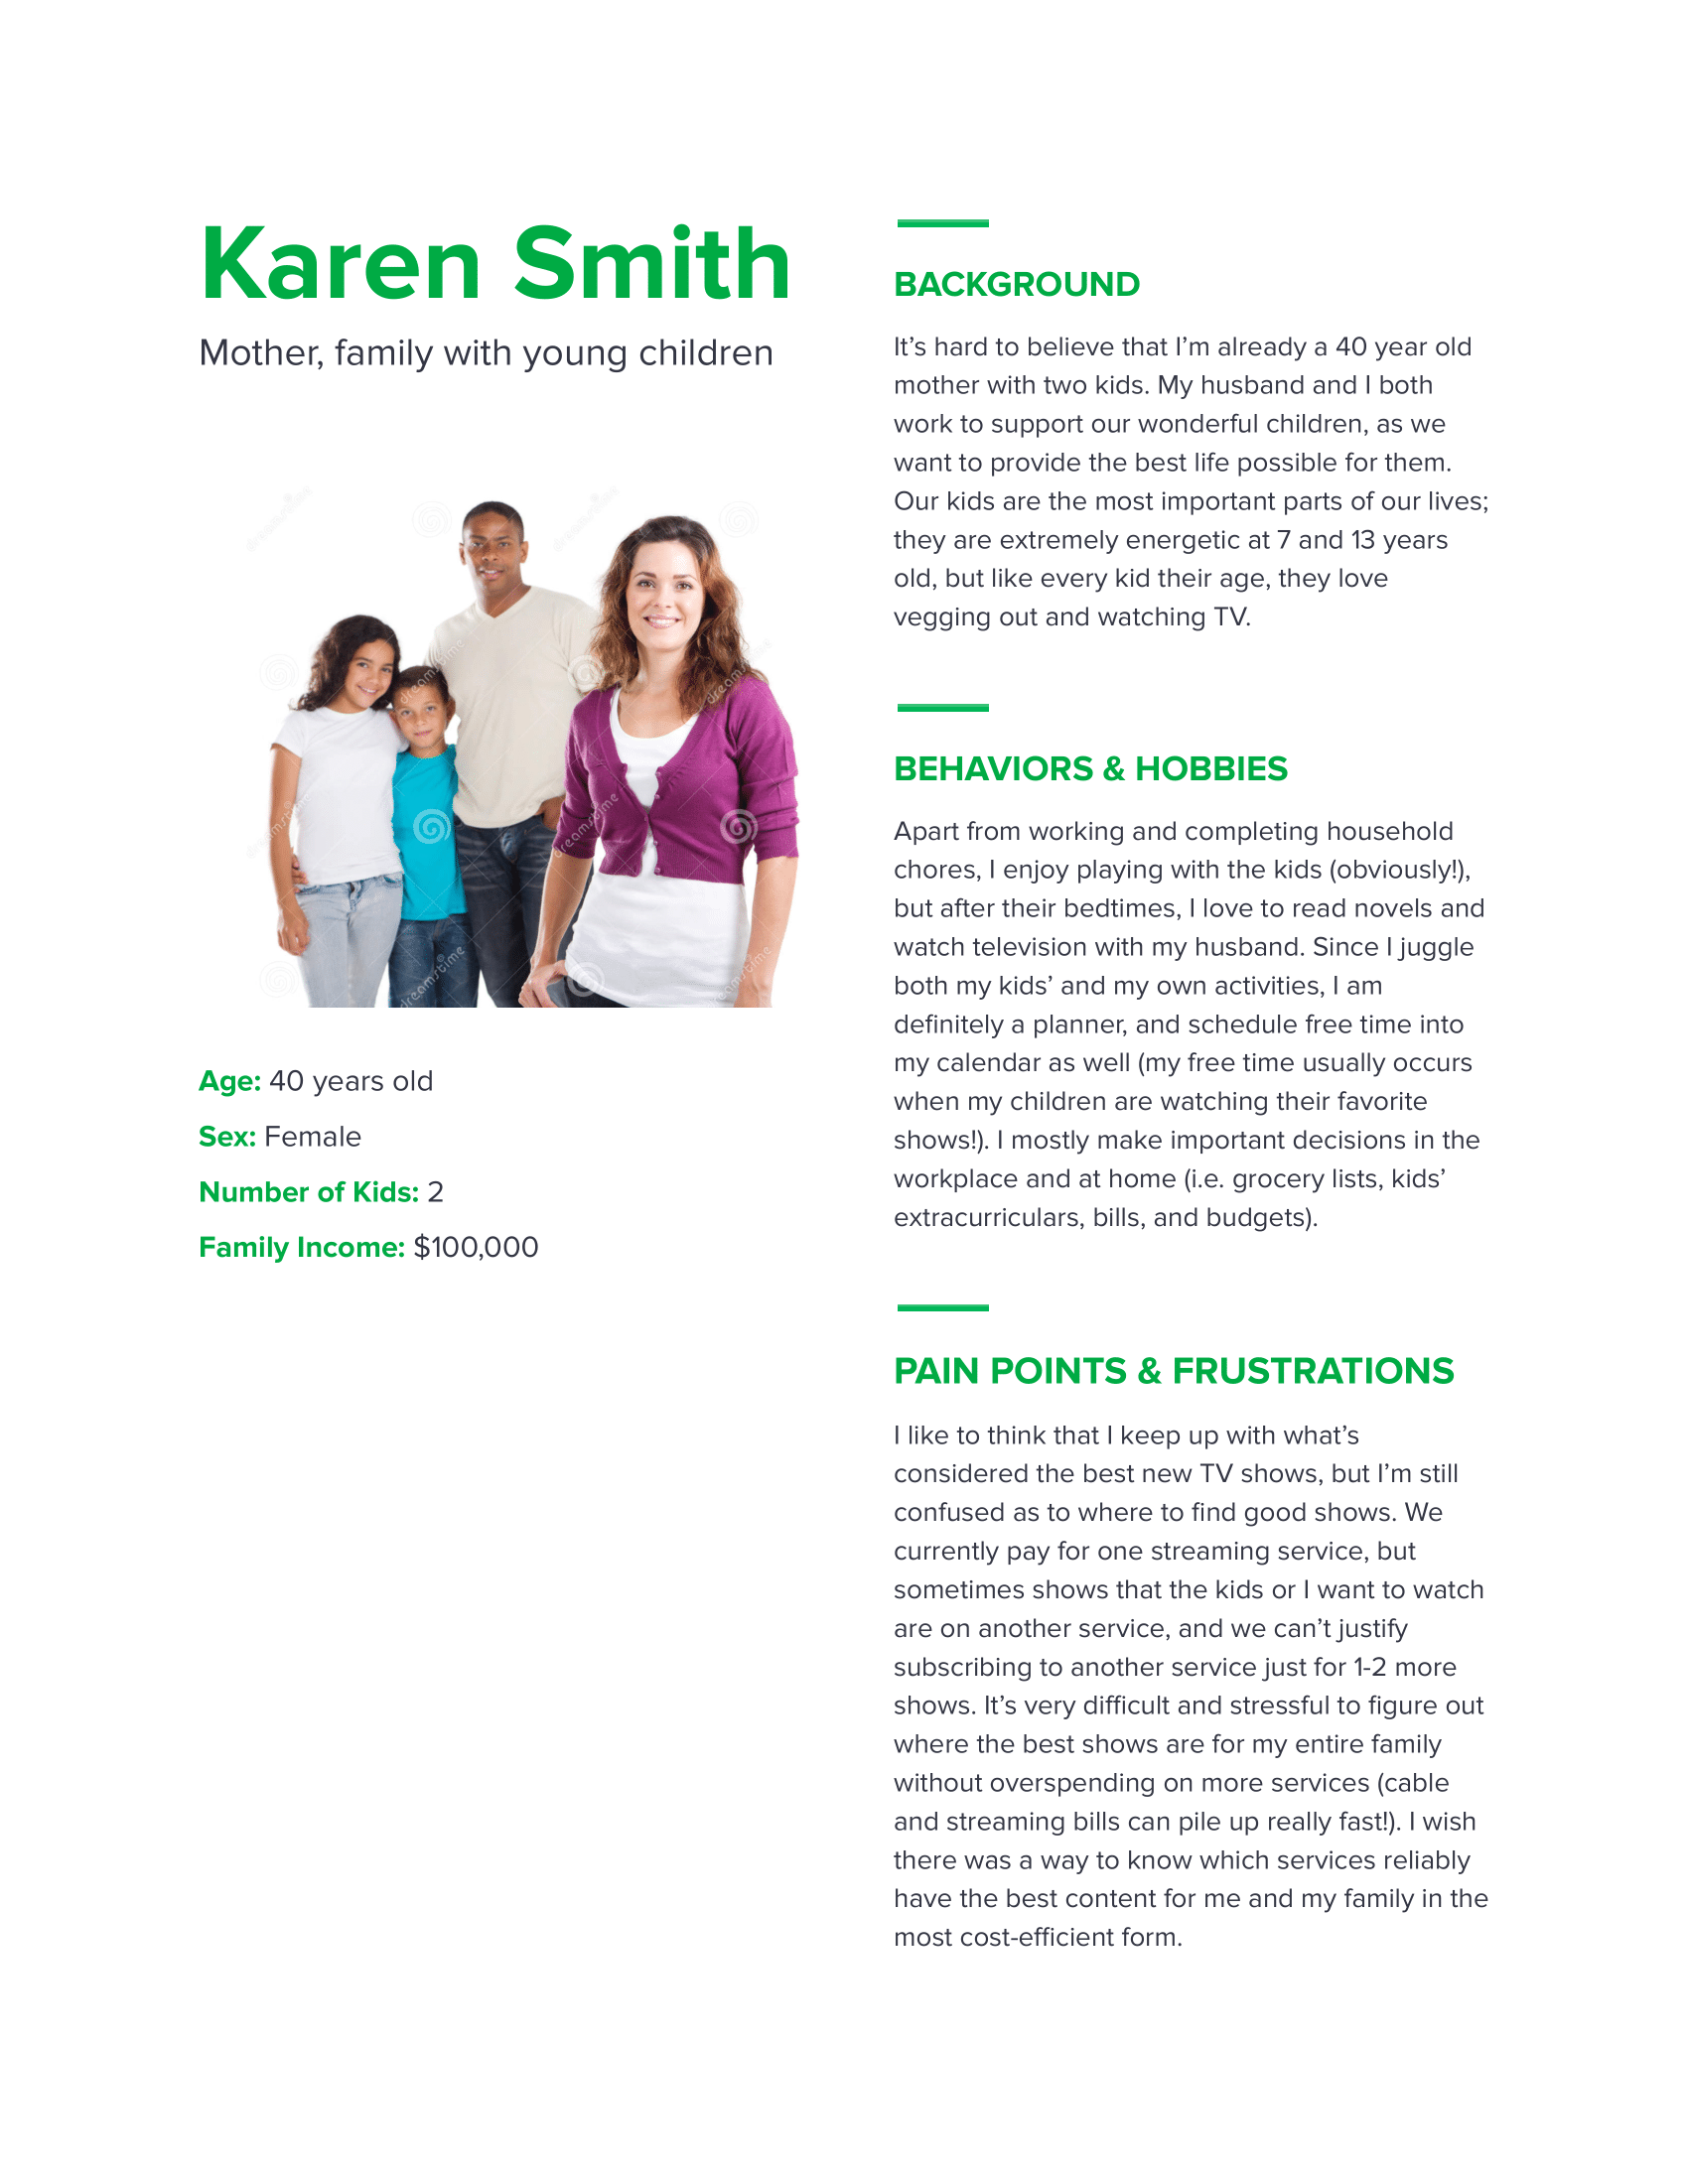 Karen Smith
Mother, family with young children
dreamstime
dreamstime
dreamstime
dreamstime
dreamstime
dreamstime
dreamstime
dreamstime
Age: 40 years old
Sex: Female
Number of Kids: 2
Family Income: $100,000
BACKGROUND
It’s hard to believe that I’m already a 40 year old
mother with two kids. My husband and I both
work to support our wonderful children, as we
want to provide the best life possible for them.
Our kids are the most important parts of our lives;
they are extremely energetic at 7 and 13 years
old, but like every kid their age, they love
vegging out and watching TV.
BEHAVIORS & HOBBIES
Apart from working and completing household
chores, I enjoy playing with the kids (obviously!),
but after their bedtimes, I love to read novels and
watch television with my husband. Since I juggle
both my kids’ and my own activities, I am
definitely a planner, and schedule free time into
my calendar as well (my free time usually occurs
when my children are watching their favorite
shows!). I mostly make important decisions in the
workplace and at home (i.e. grocery lists, kids’
extracurriculars, bills, and budgets).
PAIN POINTS & FRUSTRATIONS
I like to think that I keep up with what’s
considered the best new TV shows, but I’m still
confused as to where to find good shows. We
currently pay for one streaming service, but
sometimes shows that the kids or I want to watch
are on another service, and we can’t justify
subscribing to another service just for 1-2 more
shows. It’s very difficult and stressful to figure out
where the best shows are for my entire family
without overspending on more services (cable
and streaming bills can pile up really fast!). I wish
there was a way to know which services reliably
have the best content for me and my family in the
most cost-efficient form.